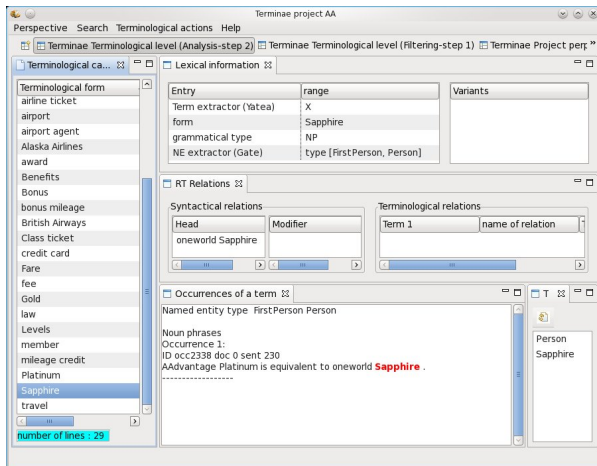 Terminae project AA
Perspective Search Terminological actions Help
Terminae Terminological level (Analysis-step 2) Terminae Terminological level (Filtering-step 1) Terminae Project per »
Terminological ca...
Terminological form
airline ticket
airport
airport agent
Alaska Airlines
award
Benefits
Bonus
bonus mileage
British Airways
Class ticket
credit card
Fare
fee
Gold
law
Levels
member
mileage credit
Platinum
Sapphire
travel
number of lines : 29
Lexical information
Entry range
Term extractor (Yatea) X
form Sapphire
grammatical type NP
NE extractor (Gate) type [FirstPerson, Person]
Variants
RT Relations
Syntactical relations
Head Modifier
oneworld Sapphire
Terminological relations
Term 1 name of relation
Occurrences of a term
Named entity type FirstPerson Person
Noun phrases
Occurrence 1:
ID occ2338 doc 0 sent 230
AAdvantage Platinum is equivalent to oneworld Sapphire .
------------------
T
Person
Sapphire